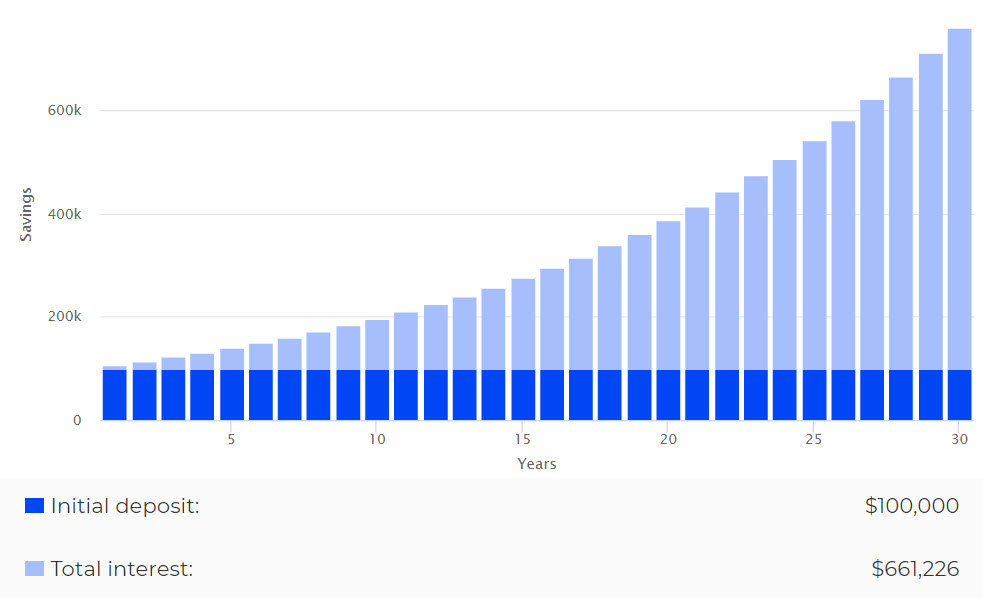 600k
400k
200k
0
Savings
5 10 15 20 25 30
Years
Initial deposit: $100,000
Total interest: $661,226